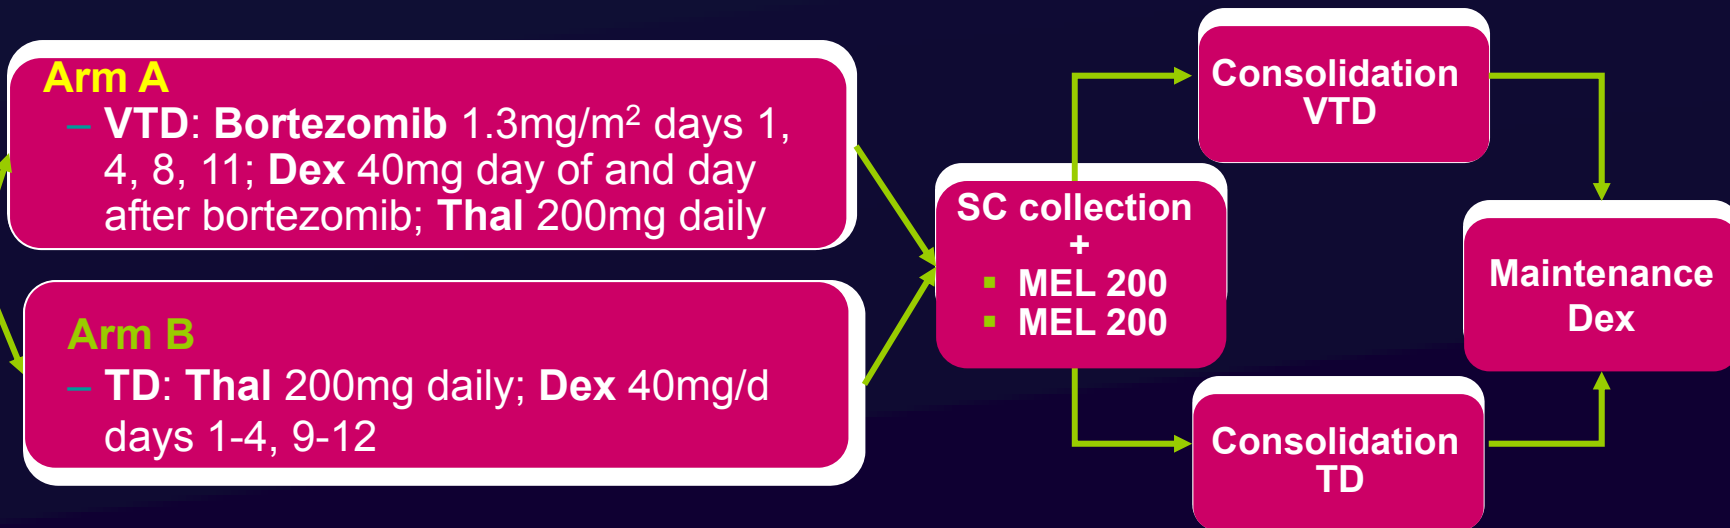 Arm A
– VTD: Bortezomib 1.3mg/m² days 1,
4, 8, 11; Dex 40mg day of and day
after bortezomib; Thal 200mg daily
Arm B
– TD: Thal 200mg daily; Dex 40mg/d
days 1-4, 9-12
SC collection
+
▪ MEL 200
▪ MEL 200
Consolidation
VTD
Consolidation
TD
Maintenance
Dex